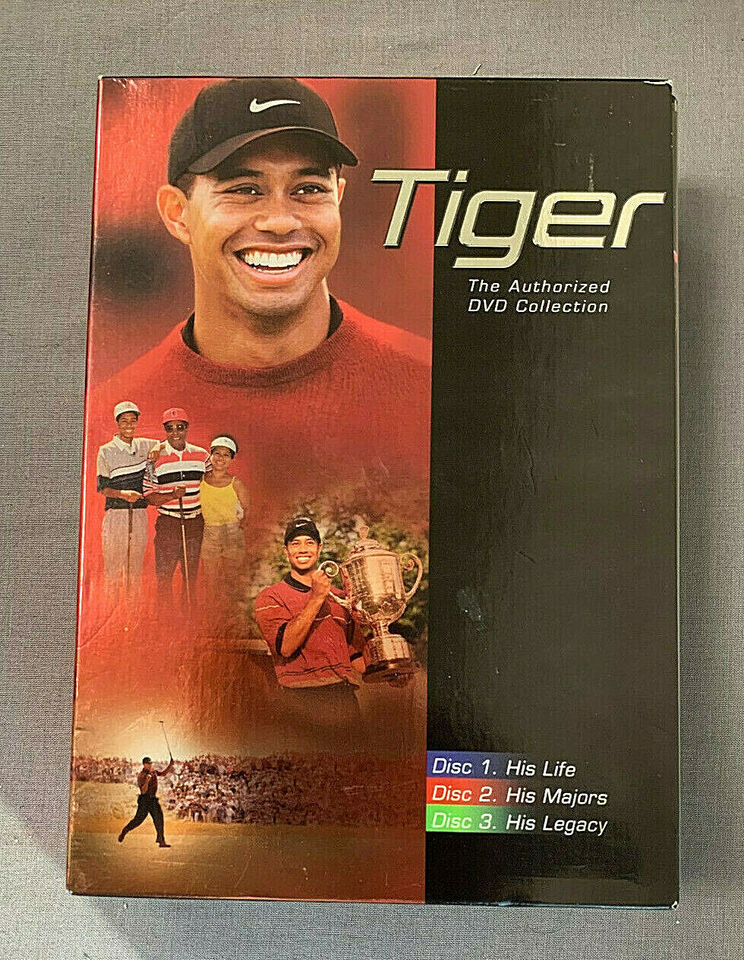 Tiger
The Authorized
DVD Collection
Disc 1. His Life
Disc 2. His Majors
Disc 3. His Legacy